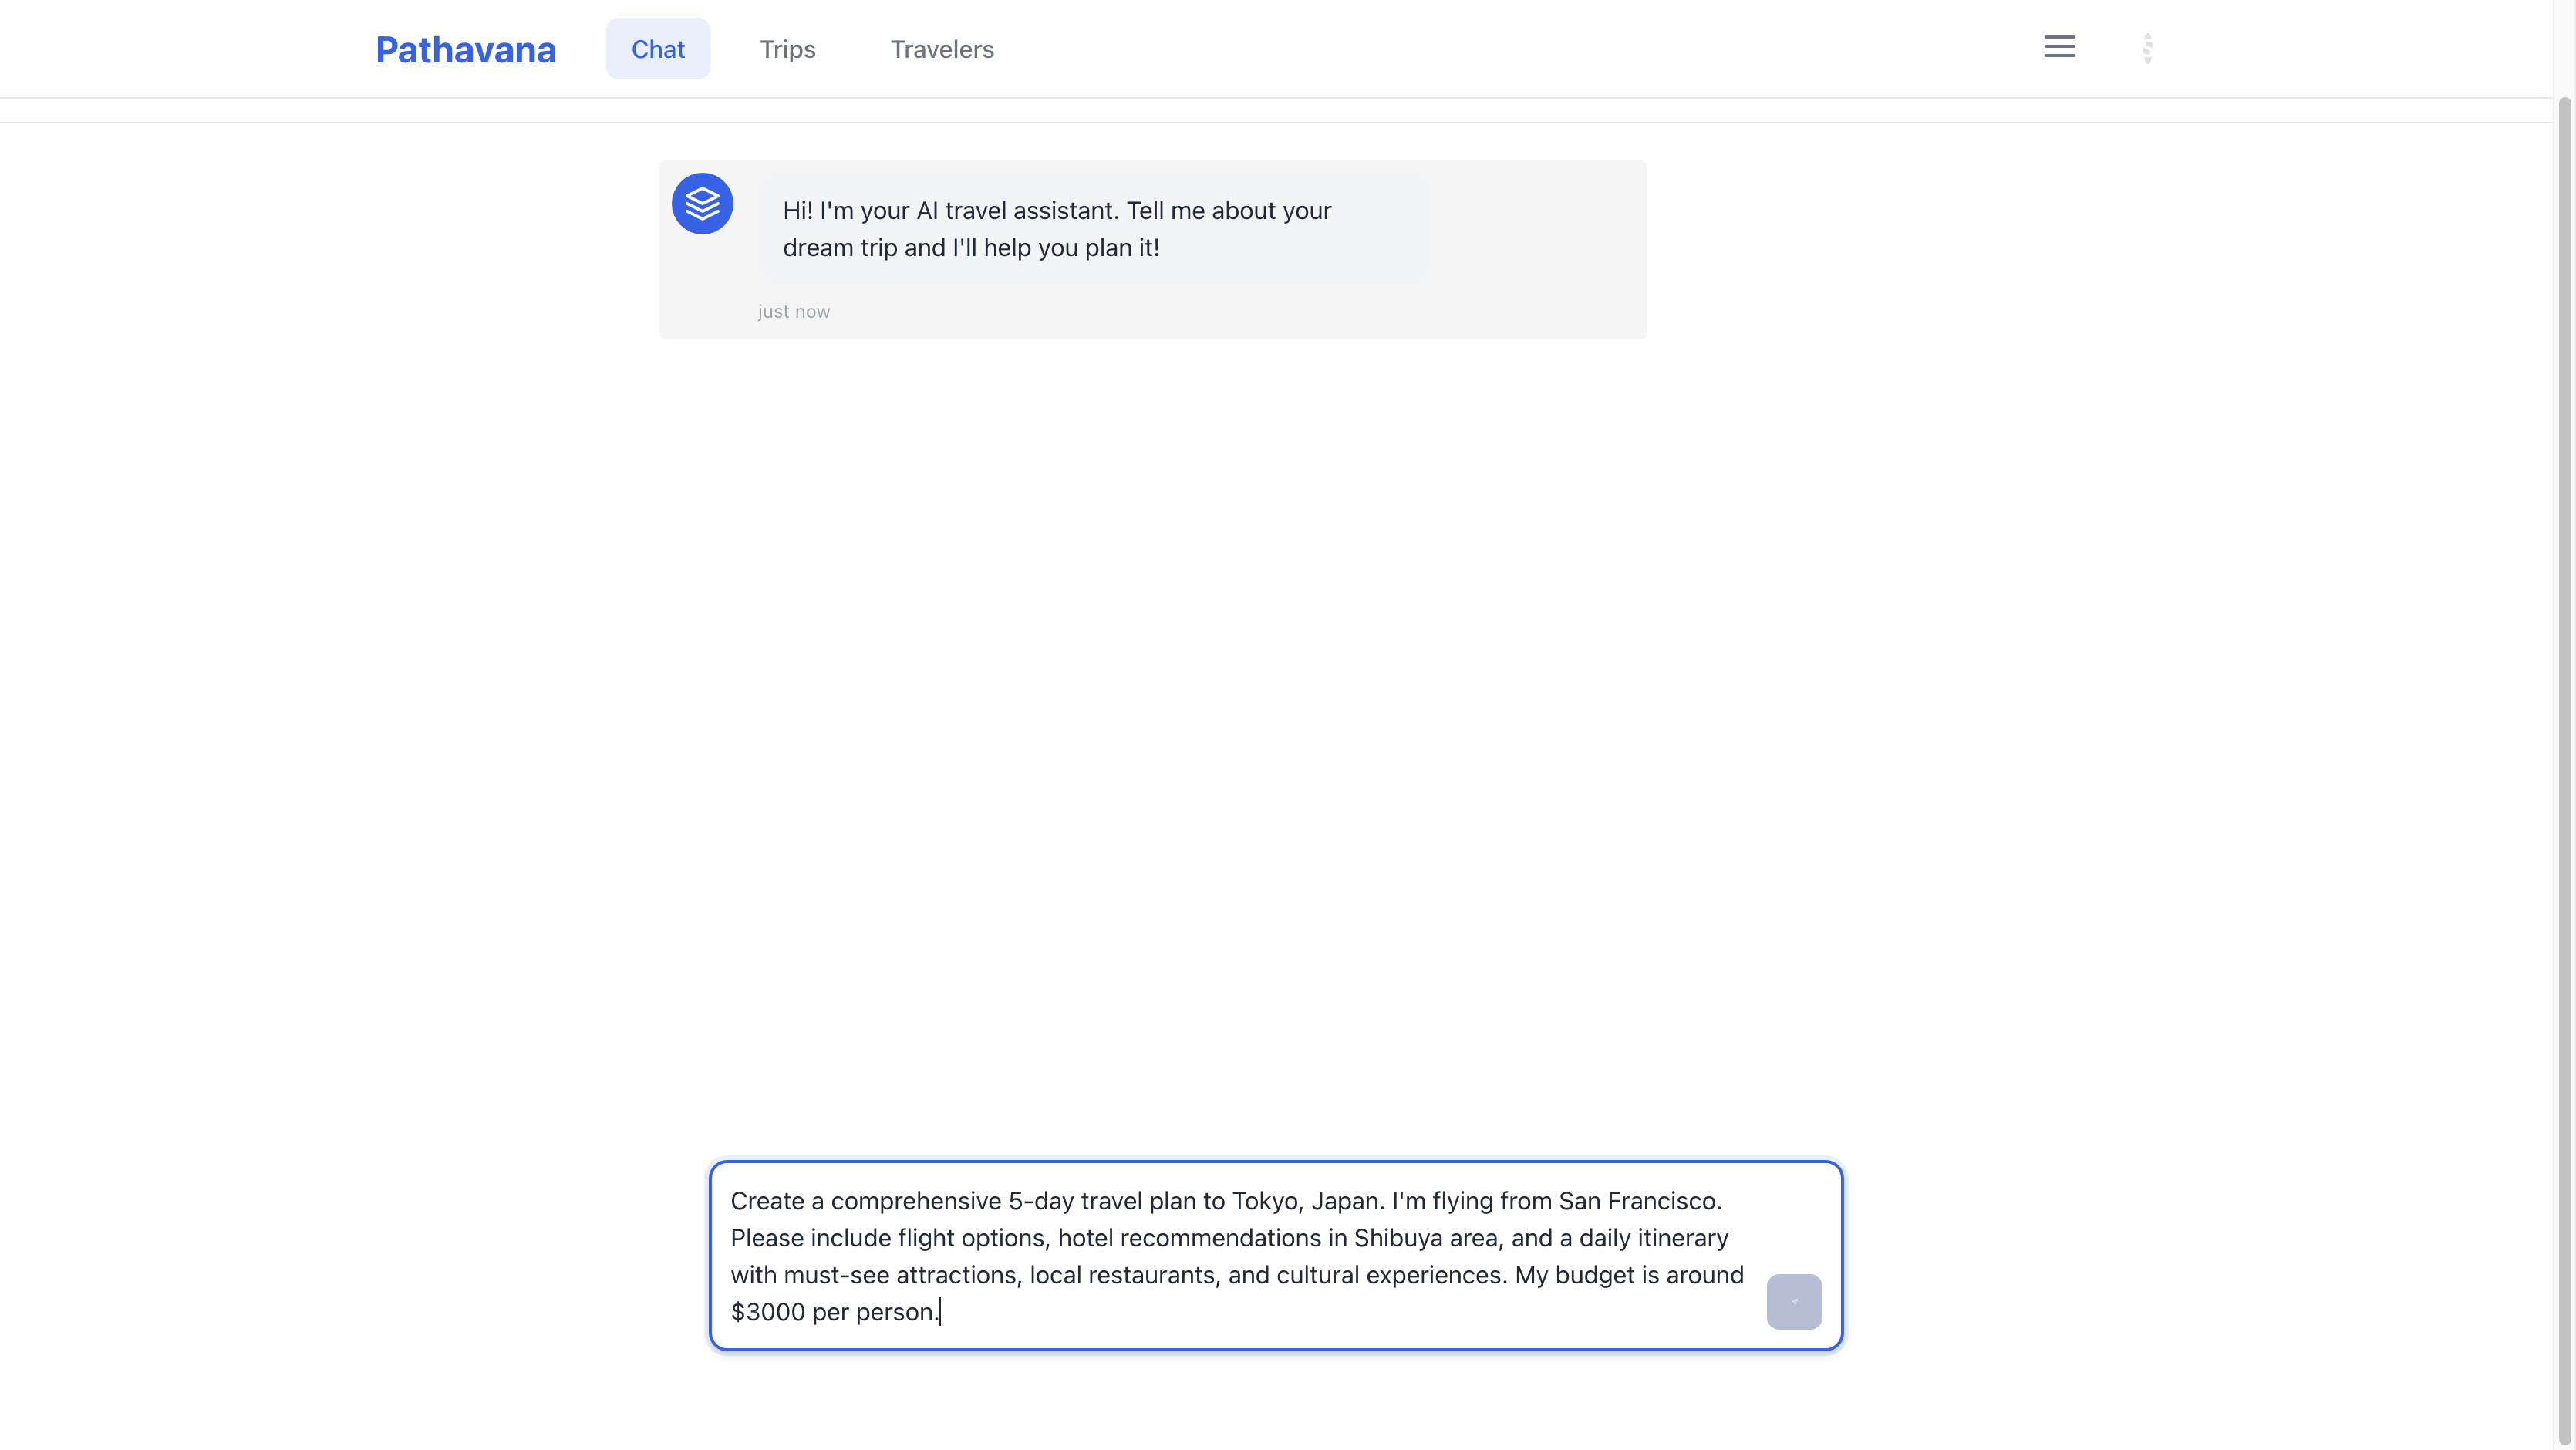 Pathavana
Chat
Trips
Travelers
Hi! I'm your AI travel assistant. Tell me about your
dream trip and I'll help you plan it!
just now
Create a comprehensive 5-day travel plan to Tokyo, Japan. I'm flying from San Francisco.
Please include flight options, hotel recommendations in Shibuya area, and a daily itinerary
with must-see attractions, local restaurants, and cultural experiences. My budget is around
$3000 per person.